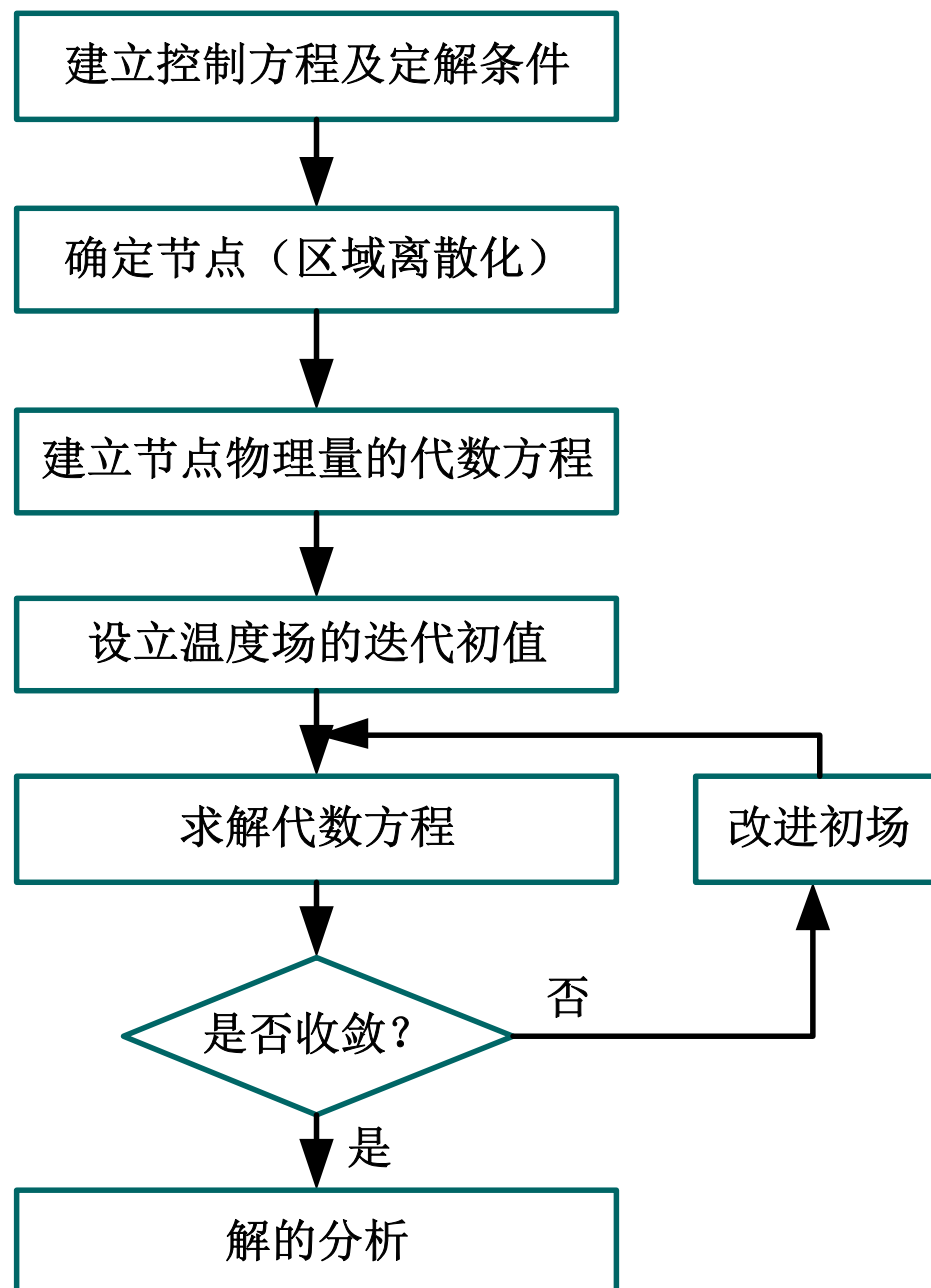 建立控制方程及定解条件
确定节点（区域离散化）
建立节点物理量的代数方程
设立温度场的迭代初值
求解代数方程
改进初场
是否收敛？
否
是
解的分析